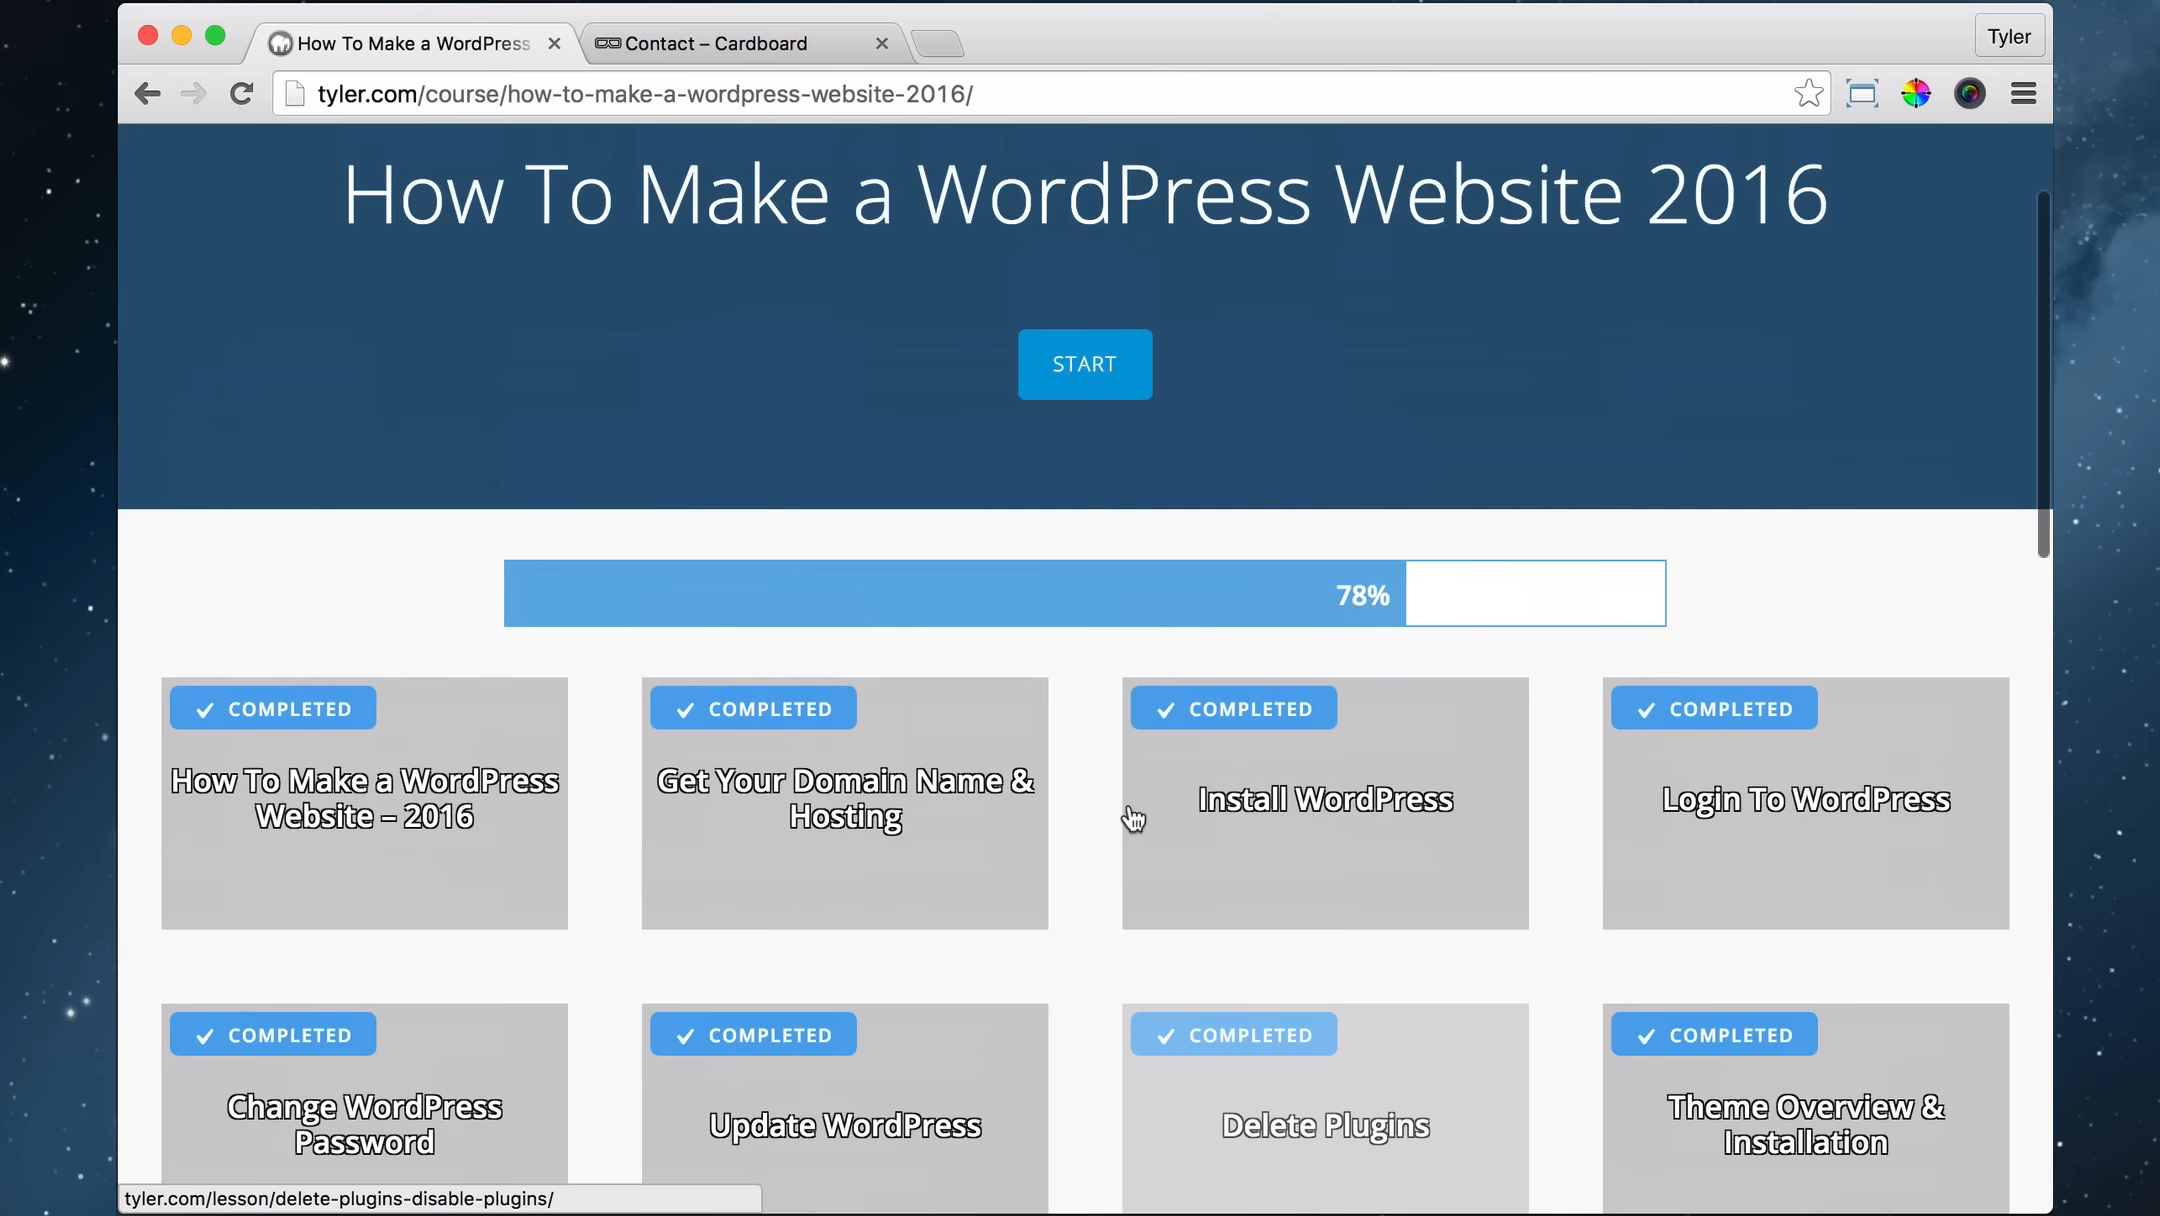 How To Make a WordPress
Contact – Cardboard
Tyler
tyler.com/course/how-to-make-a-wordpress-website-2016/
How To Make a WordPress Website 2016
START
78%
COMPLETED
COMPLETED
COMPLETED
COMPLETED
How To Make a WordPress
Website – 2016
Get Your Domain Name &
Hosting
Install WordPress
Login To WordPress
COMPLETED
COMPLETED
COMPLETED
COMPLETED
Change WordPress
Password
Update WordPress
Delete Plugins
Theme Overview &
Installation
tyler.com/lesson/delete-plugins-disable-plugins/